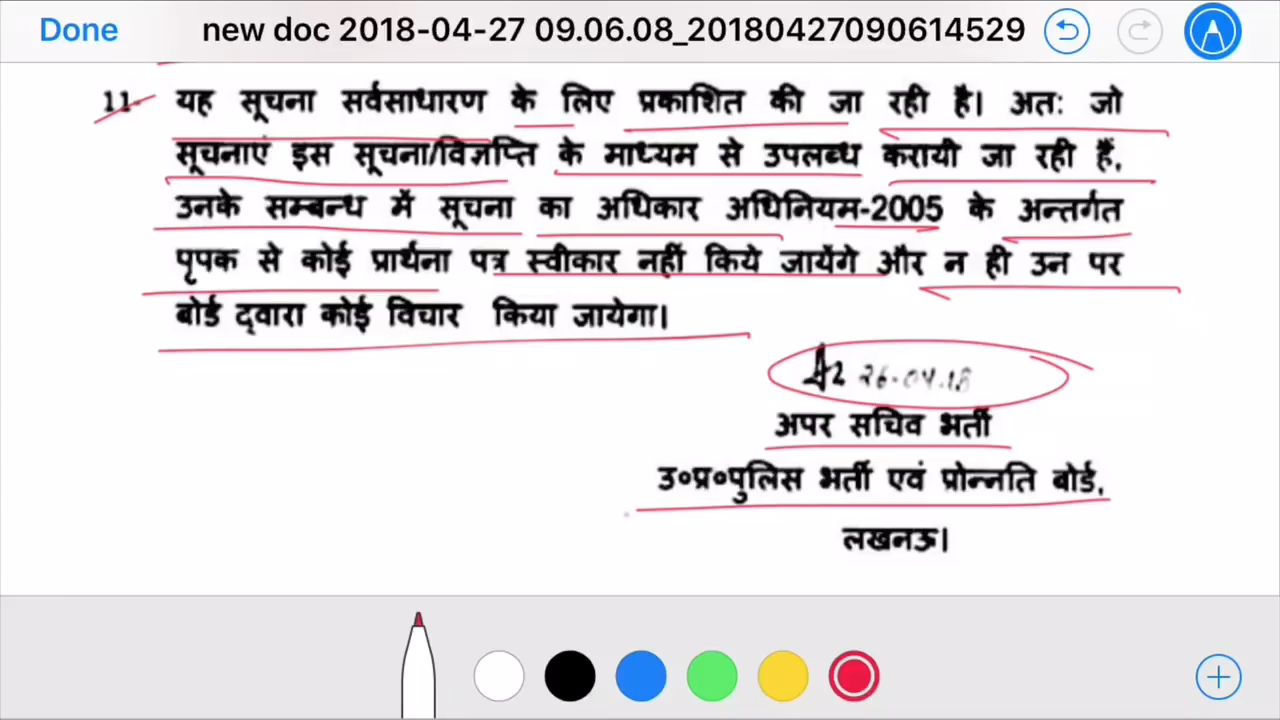 Done new doc 2018-04-27 09.06.08_20180427090614529
11- यह सूचना सर्वसाधारण के लिए प्रकाशित की जा रही है। अतः जो
सूचनाएं इस सूचना/विज्ञप्ति के माध्यम से उपलब्ध करायी जा रही हैं,
उनके सम्बन्ध में सूचना का अधिकार अधिनियम-2005 के अन्तर्गत
पृपक से कोई प्रार्थना पत्र स्वीकार नहीं किये जायेंगे और न ही उन पर
बोर्ड द्वारा कोई विचार किया जायेगा।
26.04.18
अपर सचिव भर्ती
उ०प्र०पुलिस भर्ती एवं प्रोन्नति बोर्ड,
लखनऊ।